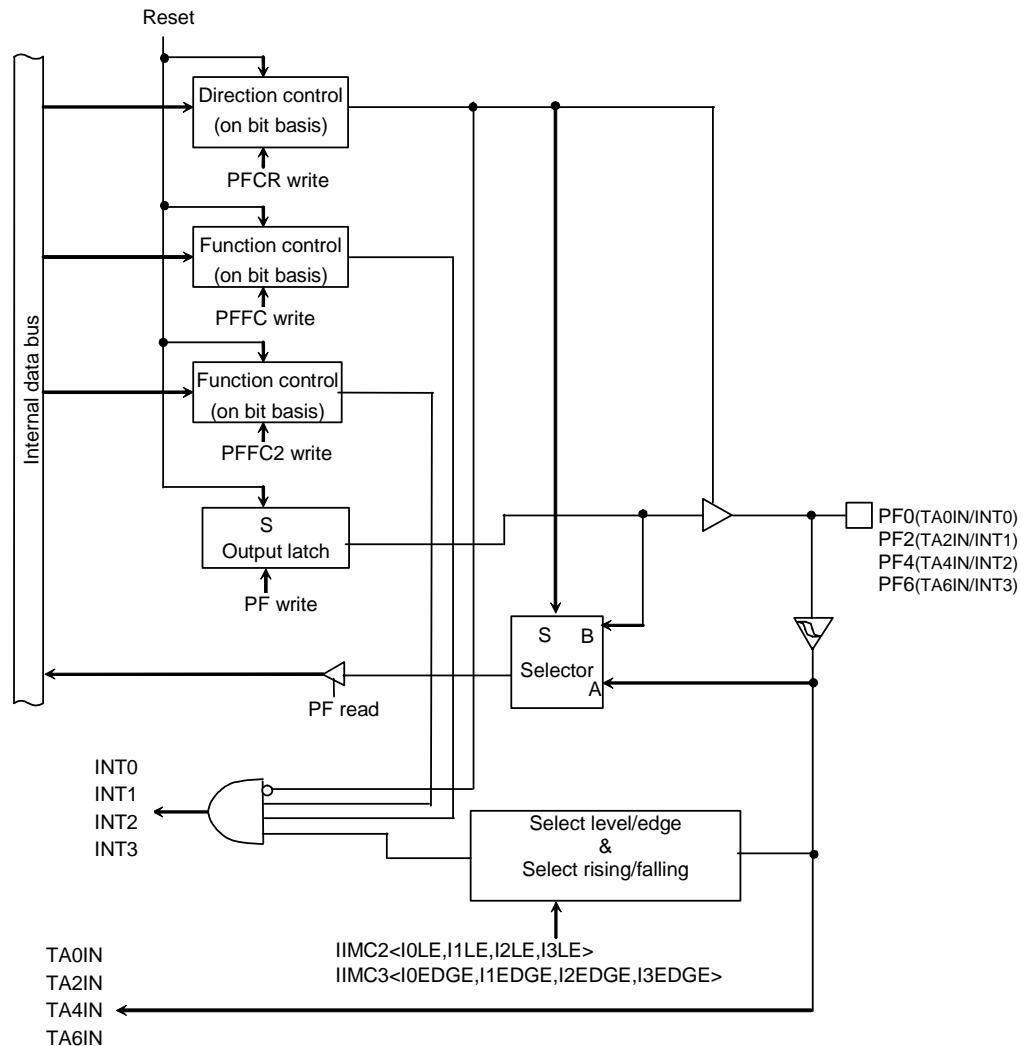 Reset
Internal data bus
Direction control
(on bit basis)
PFCR write
Function control
(on bit basis)
PFFC write
Function control
(on bit basis)
PFFC2 write
S
Output latch
PF write
PF0(TA0IN/INT0)
PF2(TA2IN/INT1)
PF4(TA4IN/INT2)
PF6(TA6IN/INT3)
S B
Selector
A
PF read
INT0
INT1
INT2
INT3
Select level/edge
&
Select rising/falling
IIMC2<I0LE,I1LE,I2LE,I3LE>
IIMC3<I0EDGE,I1EDGE,I2EDGE,I3EDGE>
TA0IN
TA2IN
TA4IN
TA6IN